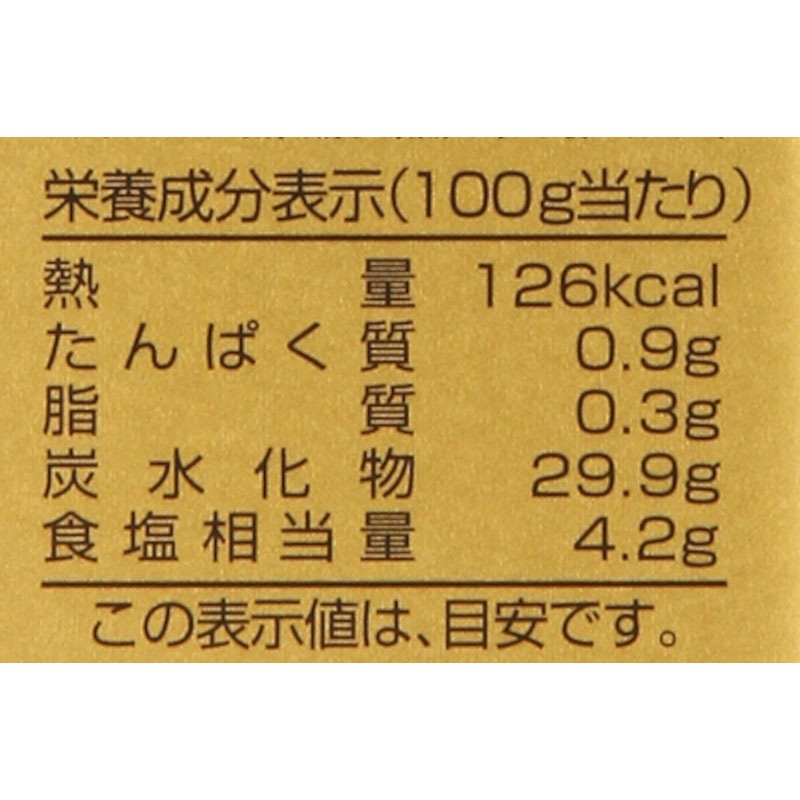 栄養成分表示(100g当たり)
熱量 126kcal
たんぱく質 0.9g
脂質 0.3g
炭水化物 29.9g
食塩相当量 4.2g
この表示値は、目安です。